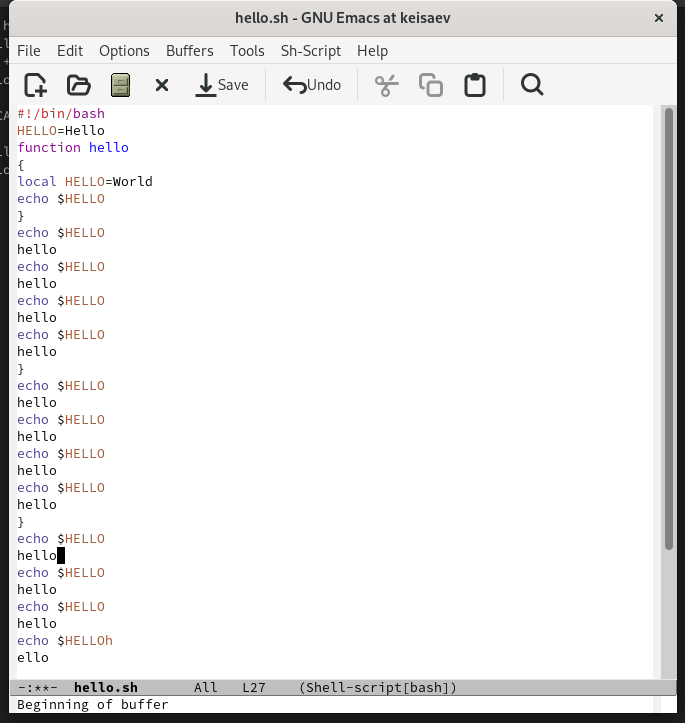 hello.sh - GNU Emacs at keisaev
File Edit Options Buffers Tools Sh-Script Help
Save Undo
#!/bin/bash
HELLO=Hello
function hello
{
local HELLO=World
echo $HELLO
}
echo $HELLO
hello
echo $HELLO
hello
echo $HELLO
hello
echo $HELLO
hello
}
echo $HELLO
hello
echo $HELLO
hello
echo $HELLO
hello
echo $HELLO
hello
}
echo $HELLO
hello
echo $HELLO
hello
echo $HELLO
hello
echo $HELLOh
ello
-:**- hello.sh All L27 (Shell-script[bash])
Beginning of buffer